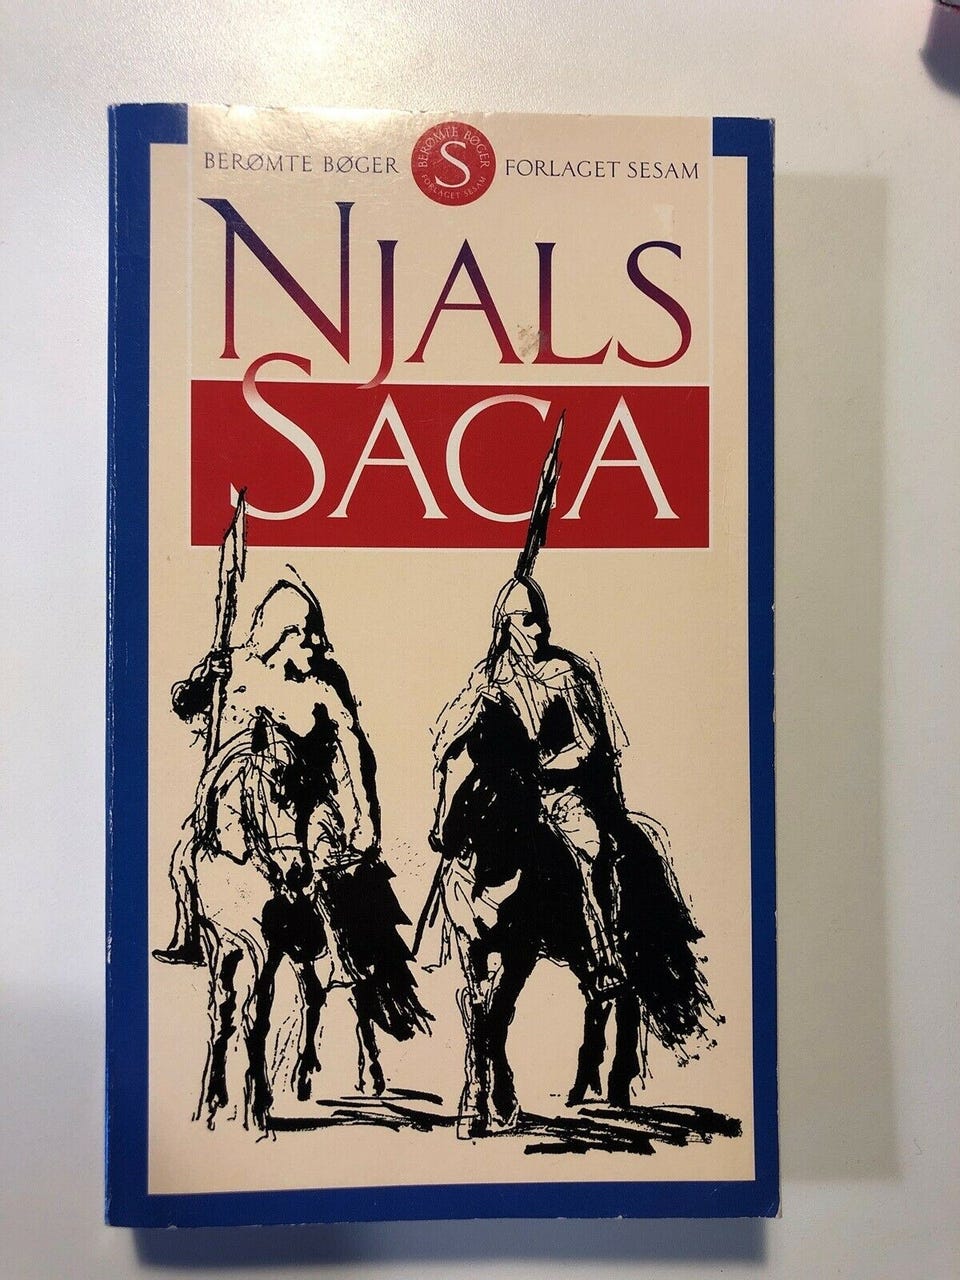 BERØMTE BØGER
BERØMTE BØGER
S
FORLAGET SESAM
FORLAGET SESAM
NJALS
SAGA